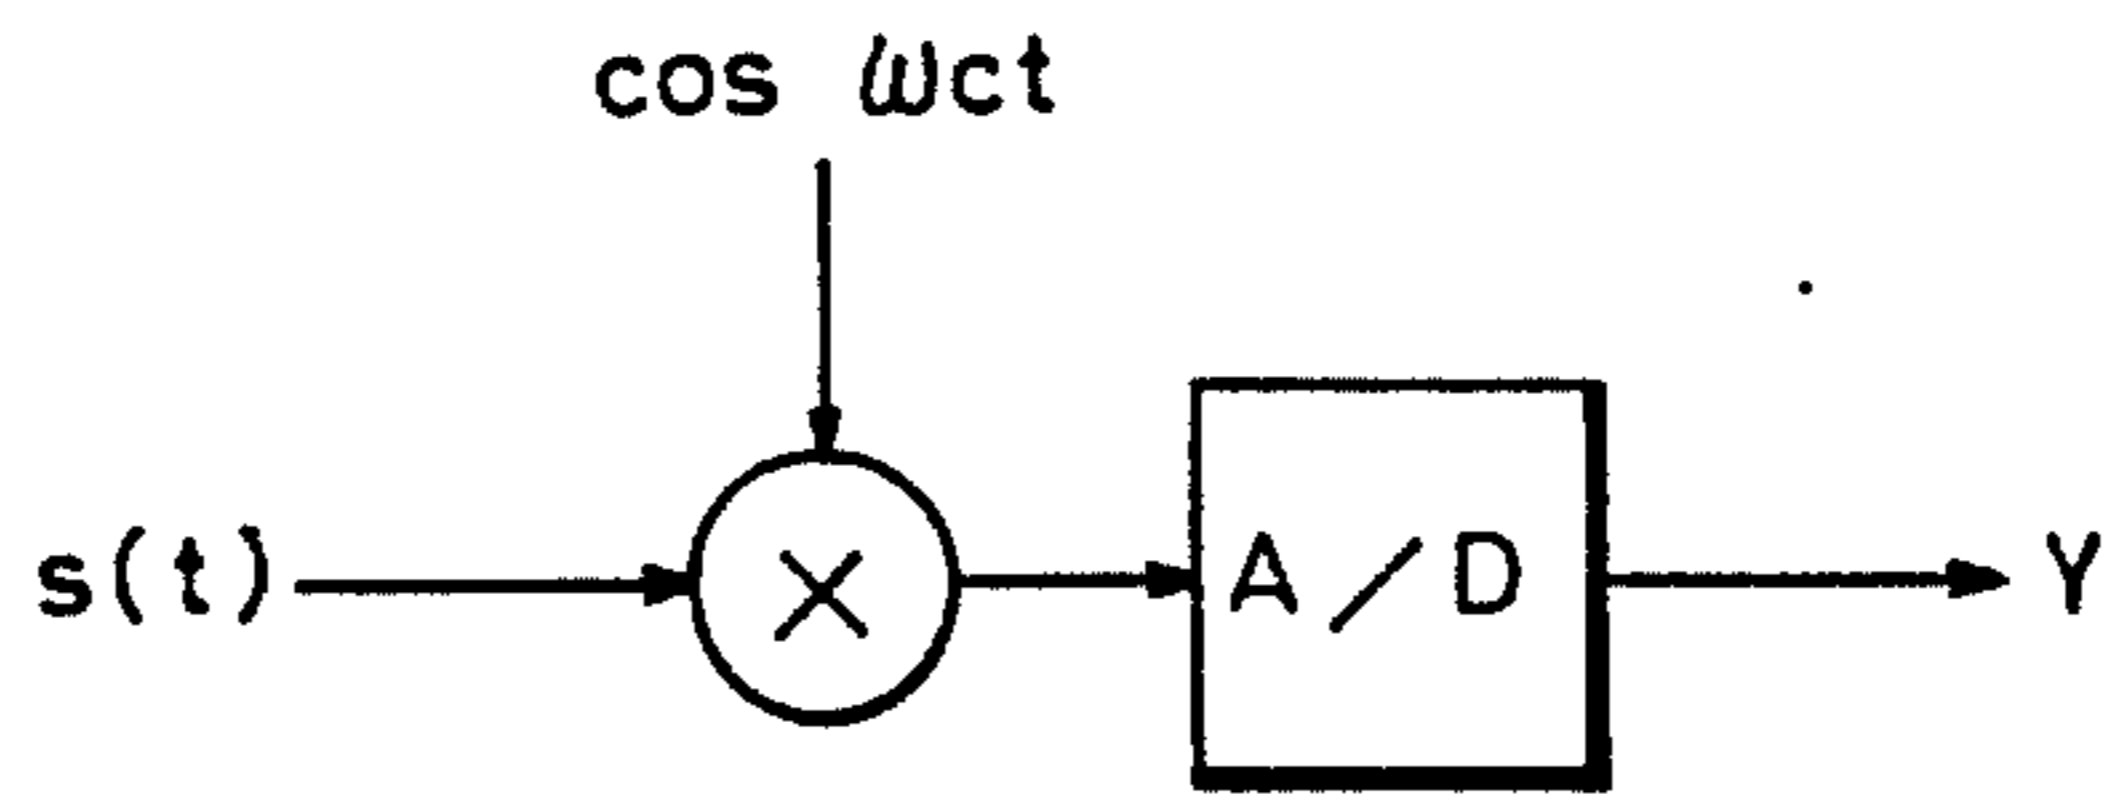 cos ωct
s(t)
A/D
Y